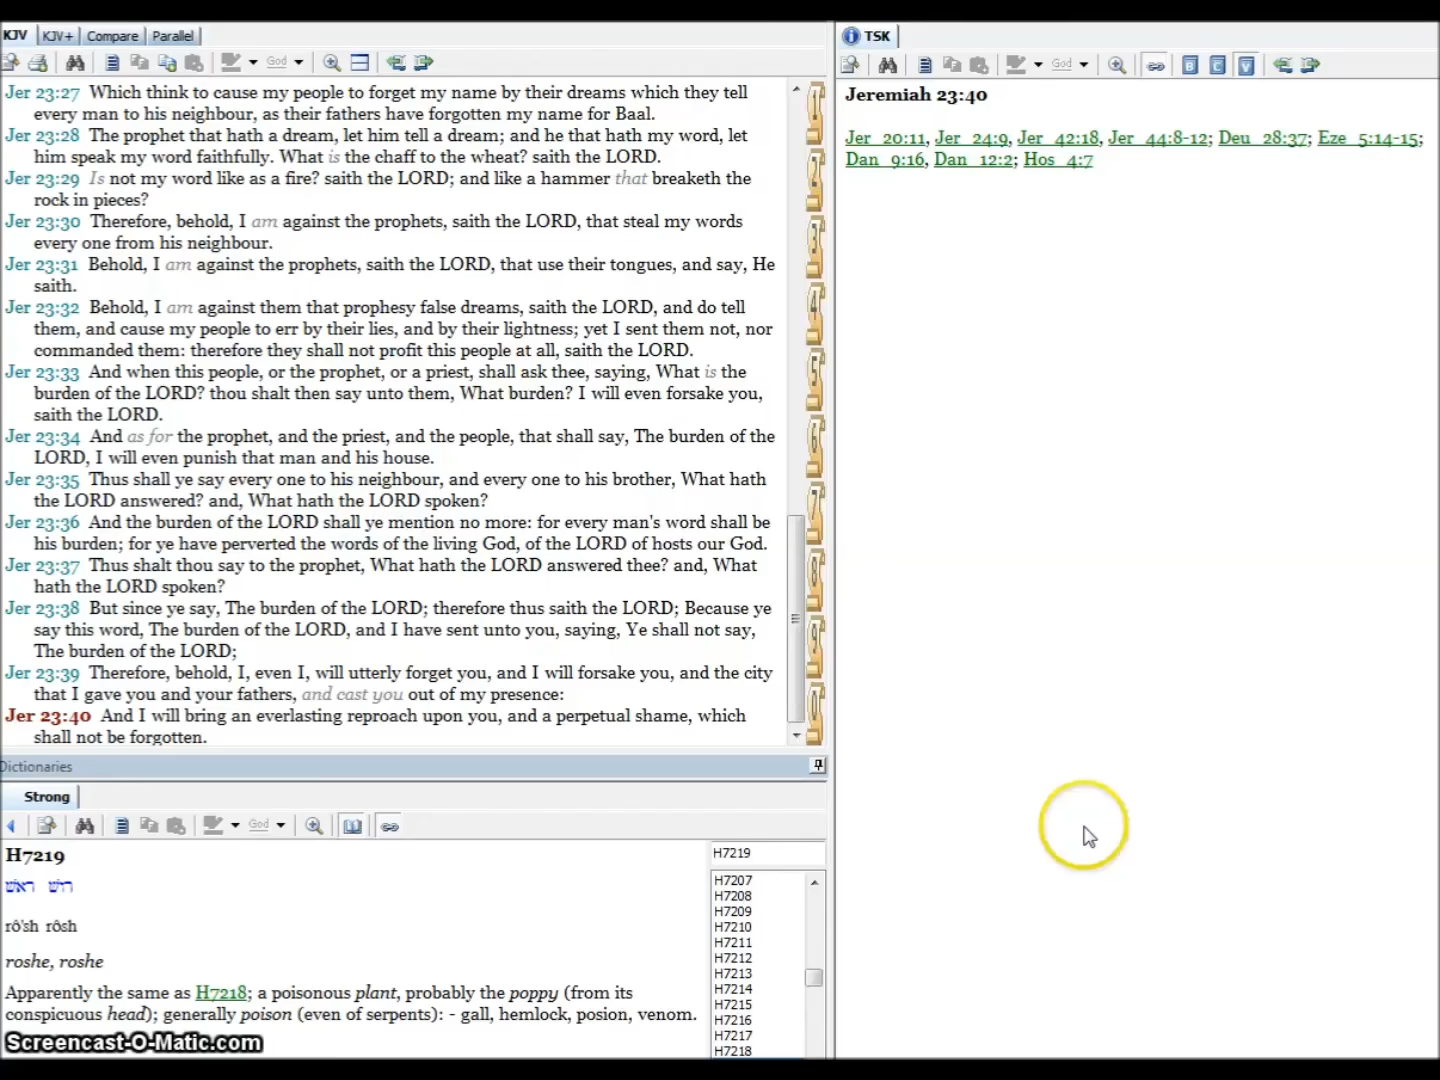 KJV KJV+ Compare Parallel
God
Jer 23:27 Which think to cause my people to forget my name by their dreams which they tell
every man to his neighbour, as their fathers have forgotten my name for Baal.
Jer 23:28 The prophet that hath a dream, let him tell a dream; and he that hath my word, let
him speak my word faithfully. What is the chaff to the wheat? saith the LORD.
Jer 23:29 Is not my word like as a fire? saith the LORD; and like a hammer that breaketh the
rock in pieces?
Jer 23:30 Therefore, behold, I am against the prophets, saith the LORD, that steal my words
every one from his neighbour.
Jer 23:31 Behold, I am against the prophets, saith the LORD, that use their tongues, and say, He
saith.
Jer 23:32 Behold, I am against them that prophesy false dreams, saith the LORD, and do tell
them, and cause my people to err by their lies, and by their lightness; yet I sent them not, nor
commanded them: therefore they shall not profit this people at all, saith the LORD.
Jer 23:33 And when this people, or the prophet, or a priest, shall ask thee, saying, What is the
burden of the LORD? thou shalt then say unto them, What burden? I will even forsake you,
saith the LORD.
Jer 23:34 And as for the prophet, and the priest, and the people, that shall say, The burden of the
LORD, I will even punish that man and his house.
Jer 23:35 Thus shall ye say every one to his neighbour, and every one to his brother, What hath
the LORD answered? and, What hath the LORD spoken?
Jer 23:36 And the burden of the LORD shall ye mention no more: for every man's word shall be
his burden; for ye have perverted the words of the living God, of the LORD of hosts our God.
Jer 23:37 Thus shalt thou say to the prophet, What hath the LORD answered thee? and, What
hath the LORD spoken?
Jer 23:38 But since ye say, The burden of the LORD; therefore thus saith the LORD; Because ye
say this word, The burden of the LORD, and I have sent unto you, saying, Ye shall not say,
The burden of the LORD;
Jer 23:39 Therefore, behold, I, even I, will utterly forget you, and I will forsake you, and the city
that I gave you and your fathers, and cast you out of my presence:
Jer 23:40 And I will bring an everlasting reproach upon you, and a perpetual shame, which
shall not be forgotten.
1
2
3
4
5
6
7
8
9
0
Dictionaries
Strong
God
H7219
רוֹשׁ ראׁשׁ
rô'sh rôsh
roshe, roshe
Apparently the same as H7218; a poisonous plant, probably the poppy (from its
conspicuous head); generally poison (even of serpents): - gall, hemlock, posion, venom.
Screencast-O-Matic.com
H7219
H7207
H7208
H7209
H7210
H7211
H7212
H7213
H7214
H7215
H7216
H7217
H7218
TSK
God
B C V
Jeremiah 23:40
Jer 20:11, Jer 24:9, Jer 42:18, Jer 44:8-12; Deu 28:37; Eze 5:14-15;
Dan 9:16, Dan 12:2; Hos 4:7